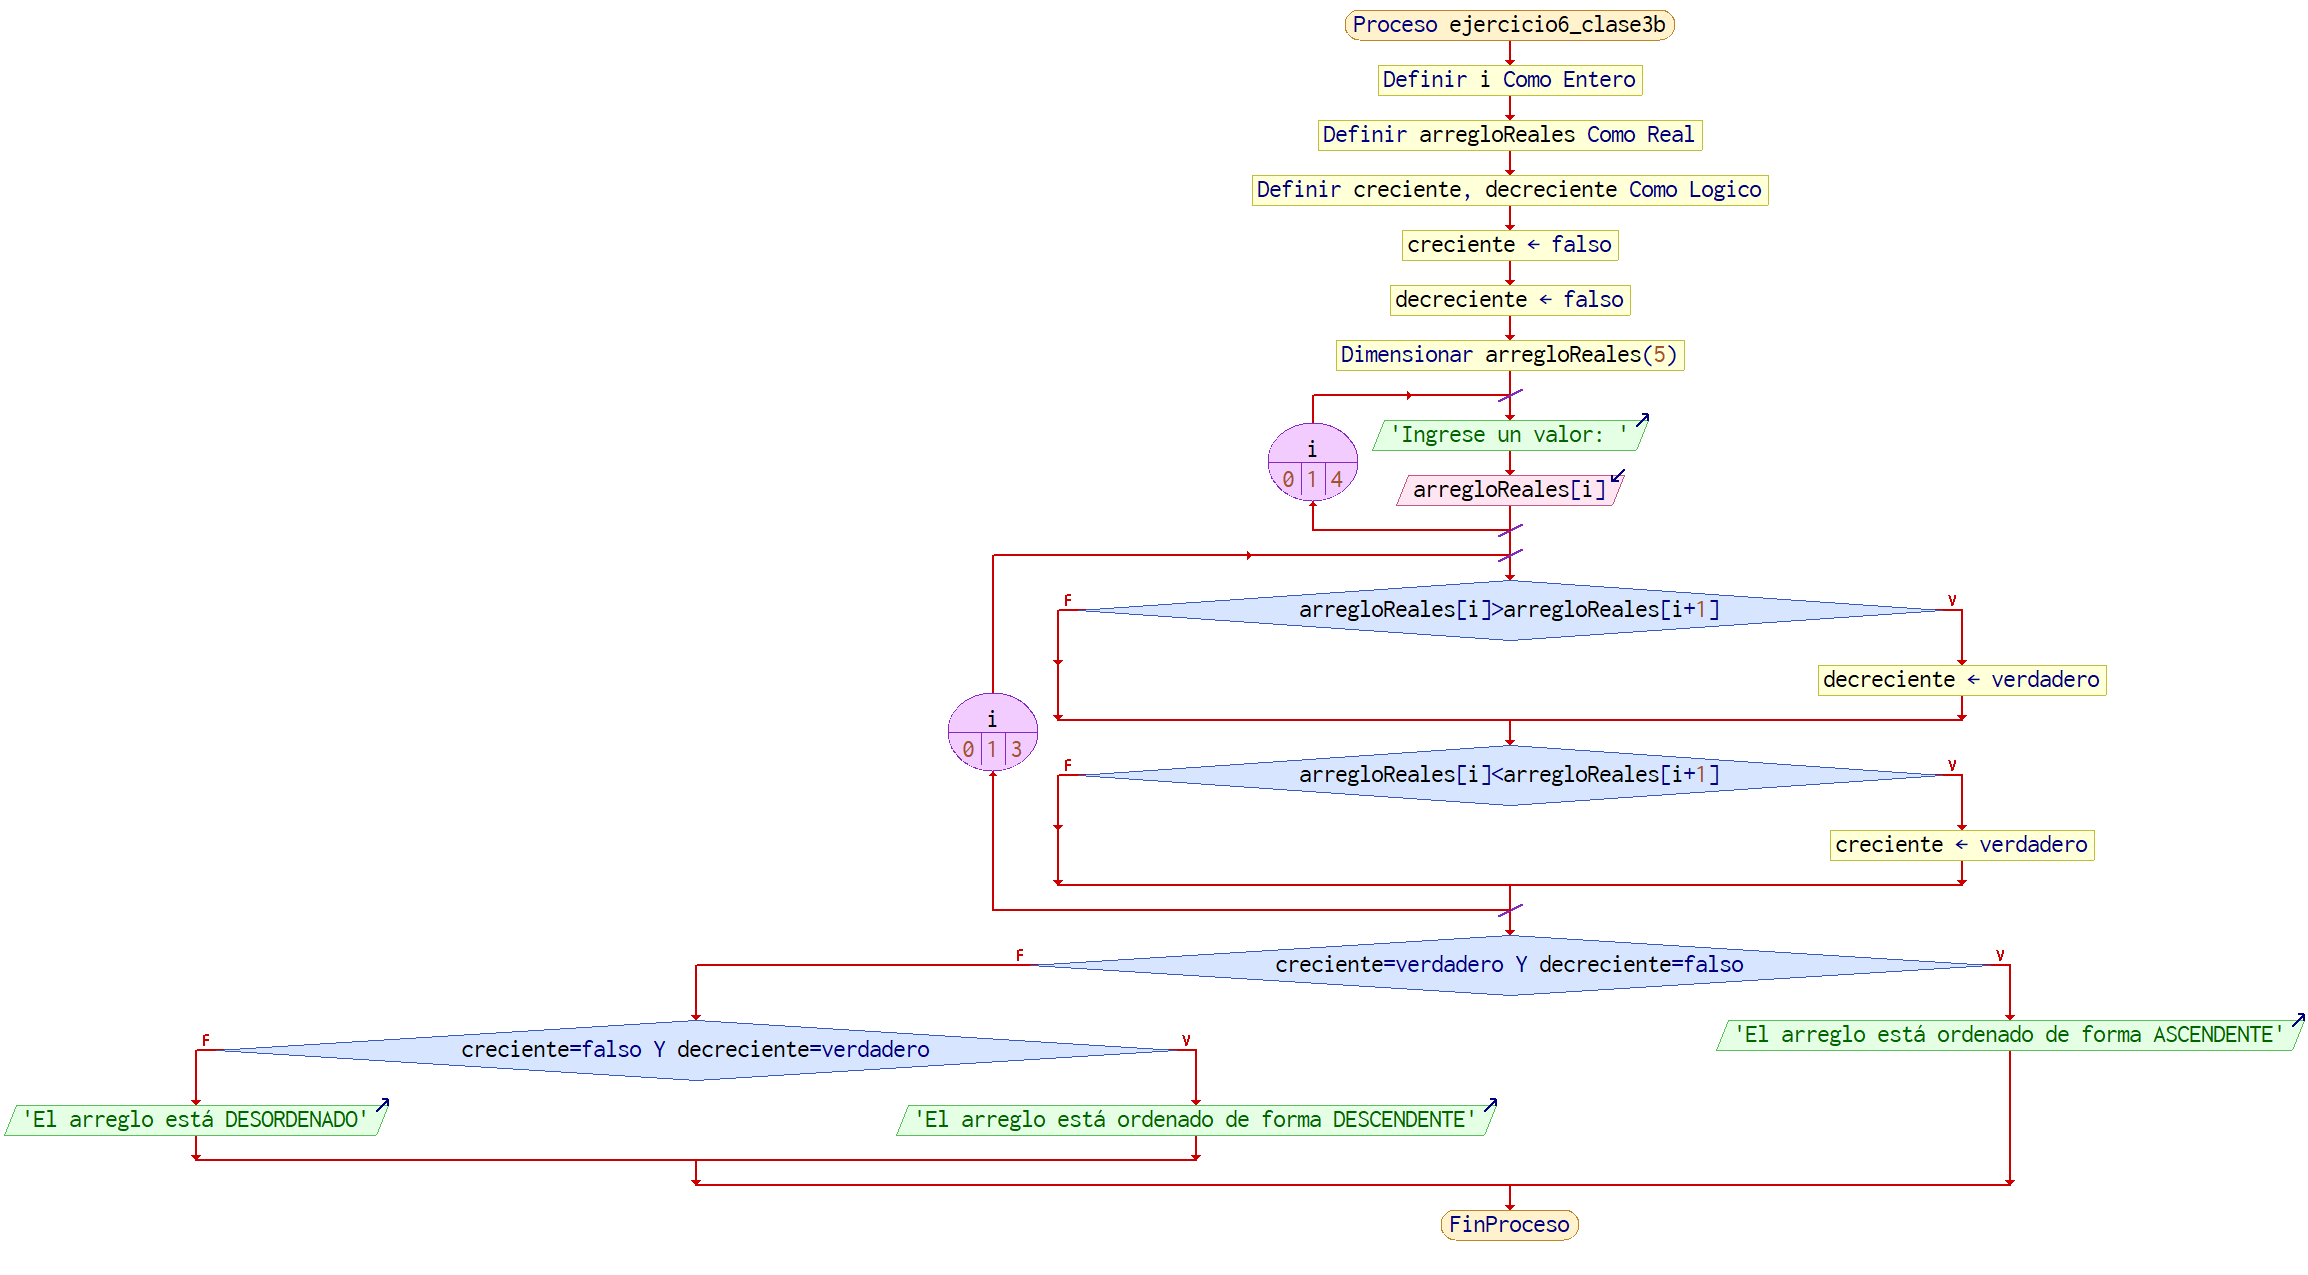 Proceso ejercicio6_clase3b
Definir i Como Entero
Definir arregloReales Como Real
Definir creciente, decreciente Como Logico
creciente ← falso
decreciente ← falso
Dimensionar arregloReales(5)
'Ingrese un valor: '
i
0 1 4
arregloReales[i]
F
arregloReales[i]>arregloReales[i+1]
V
decreciente ← verdadero
i
0 1 3
F
arregloReales[i]<arregloReales[i+1]
V
creciente ← verdadero
F
creciente=verdadero Y decreciente=falso
V
'El arreglo está ordenado de forma ASCENDENTE'
F
creciente=falso Y decreciente=verdadero
V
'El arreglo está DESORDENADO'
'El arreglo está ordenado de forma DESCENDENTE'
FinProceso